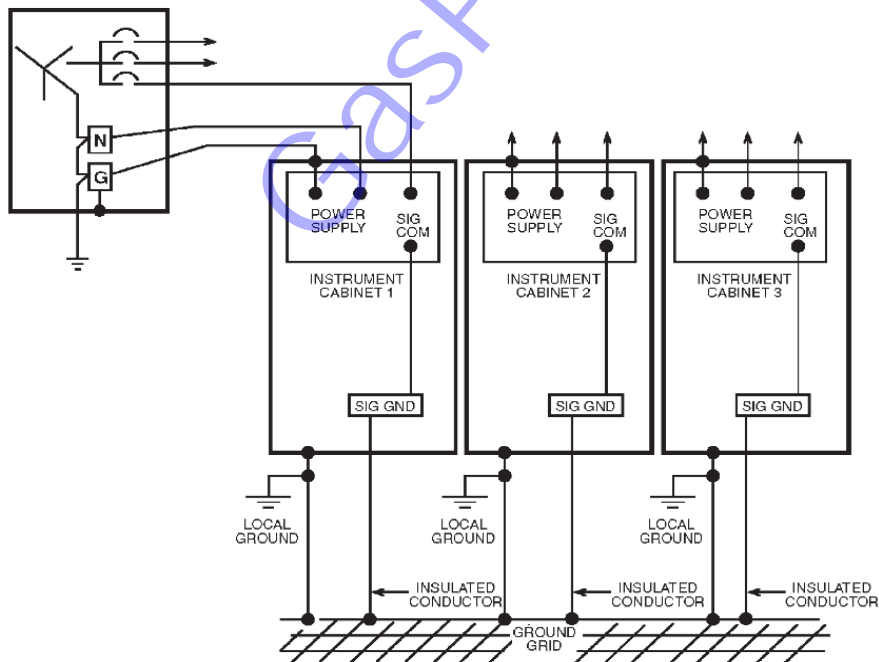 N
G
GasP
POWER
SUPPLY
SIG
COM
POWER
SUPPLY
SIG
COM
POWER
SUPPLY
SIG
COM
INSTRUMENT
CABINET 1
INSTRUMENT
CABINET 2
INSTRUMENT
CABINET 3
SIG GND
SIG GND
SIG GND
LOCAL
GROUND
LOCAL
GROUND
LOCAL
GROUND
INSULATED
CONDUCTOR
INSULATED
CONDUCTOR
INSULATED
CONDUCTOR
GROUND
GRID